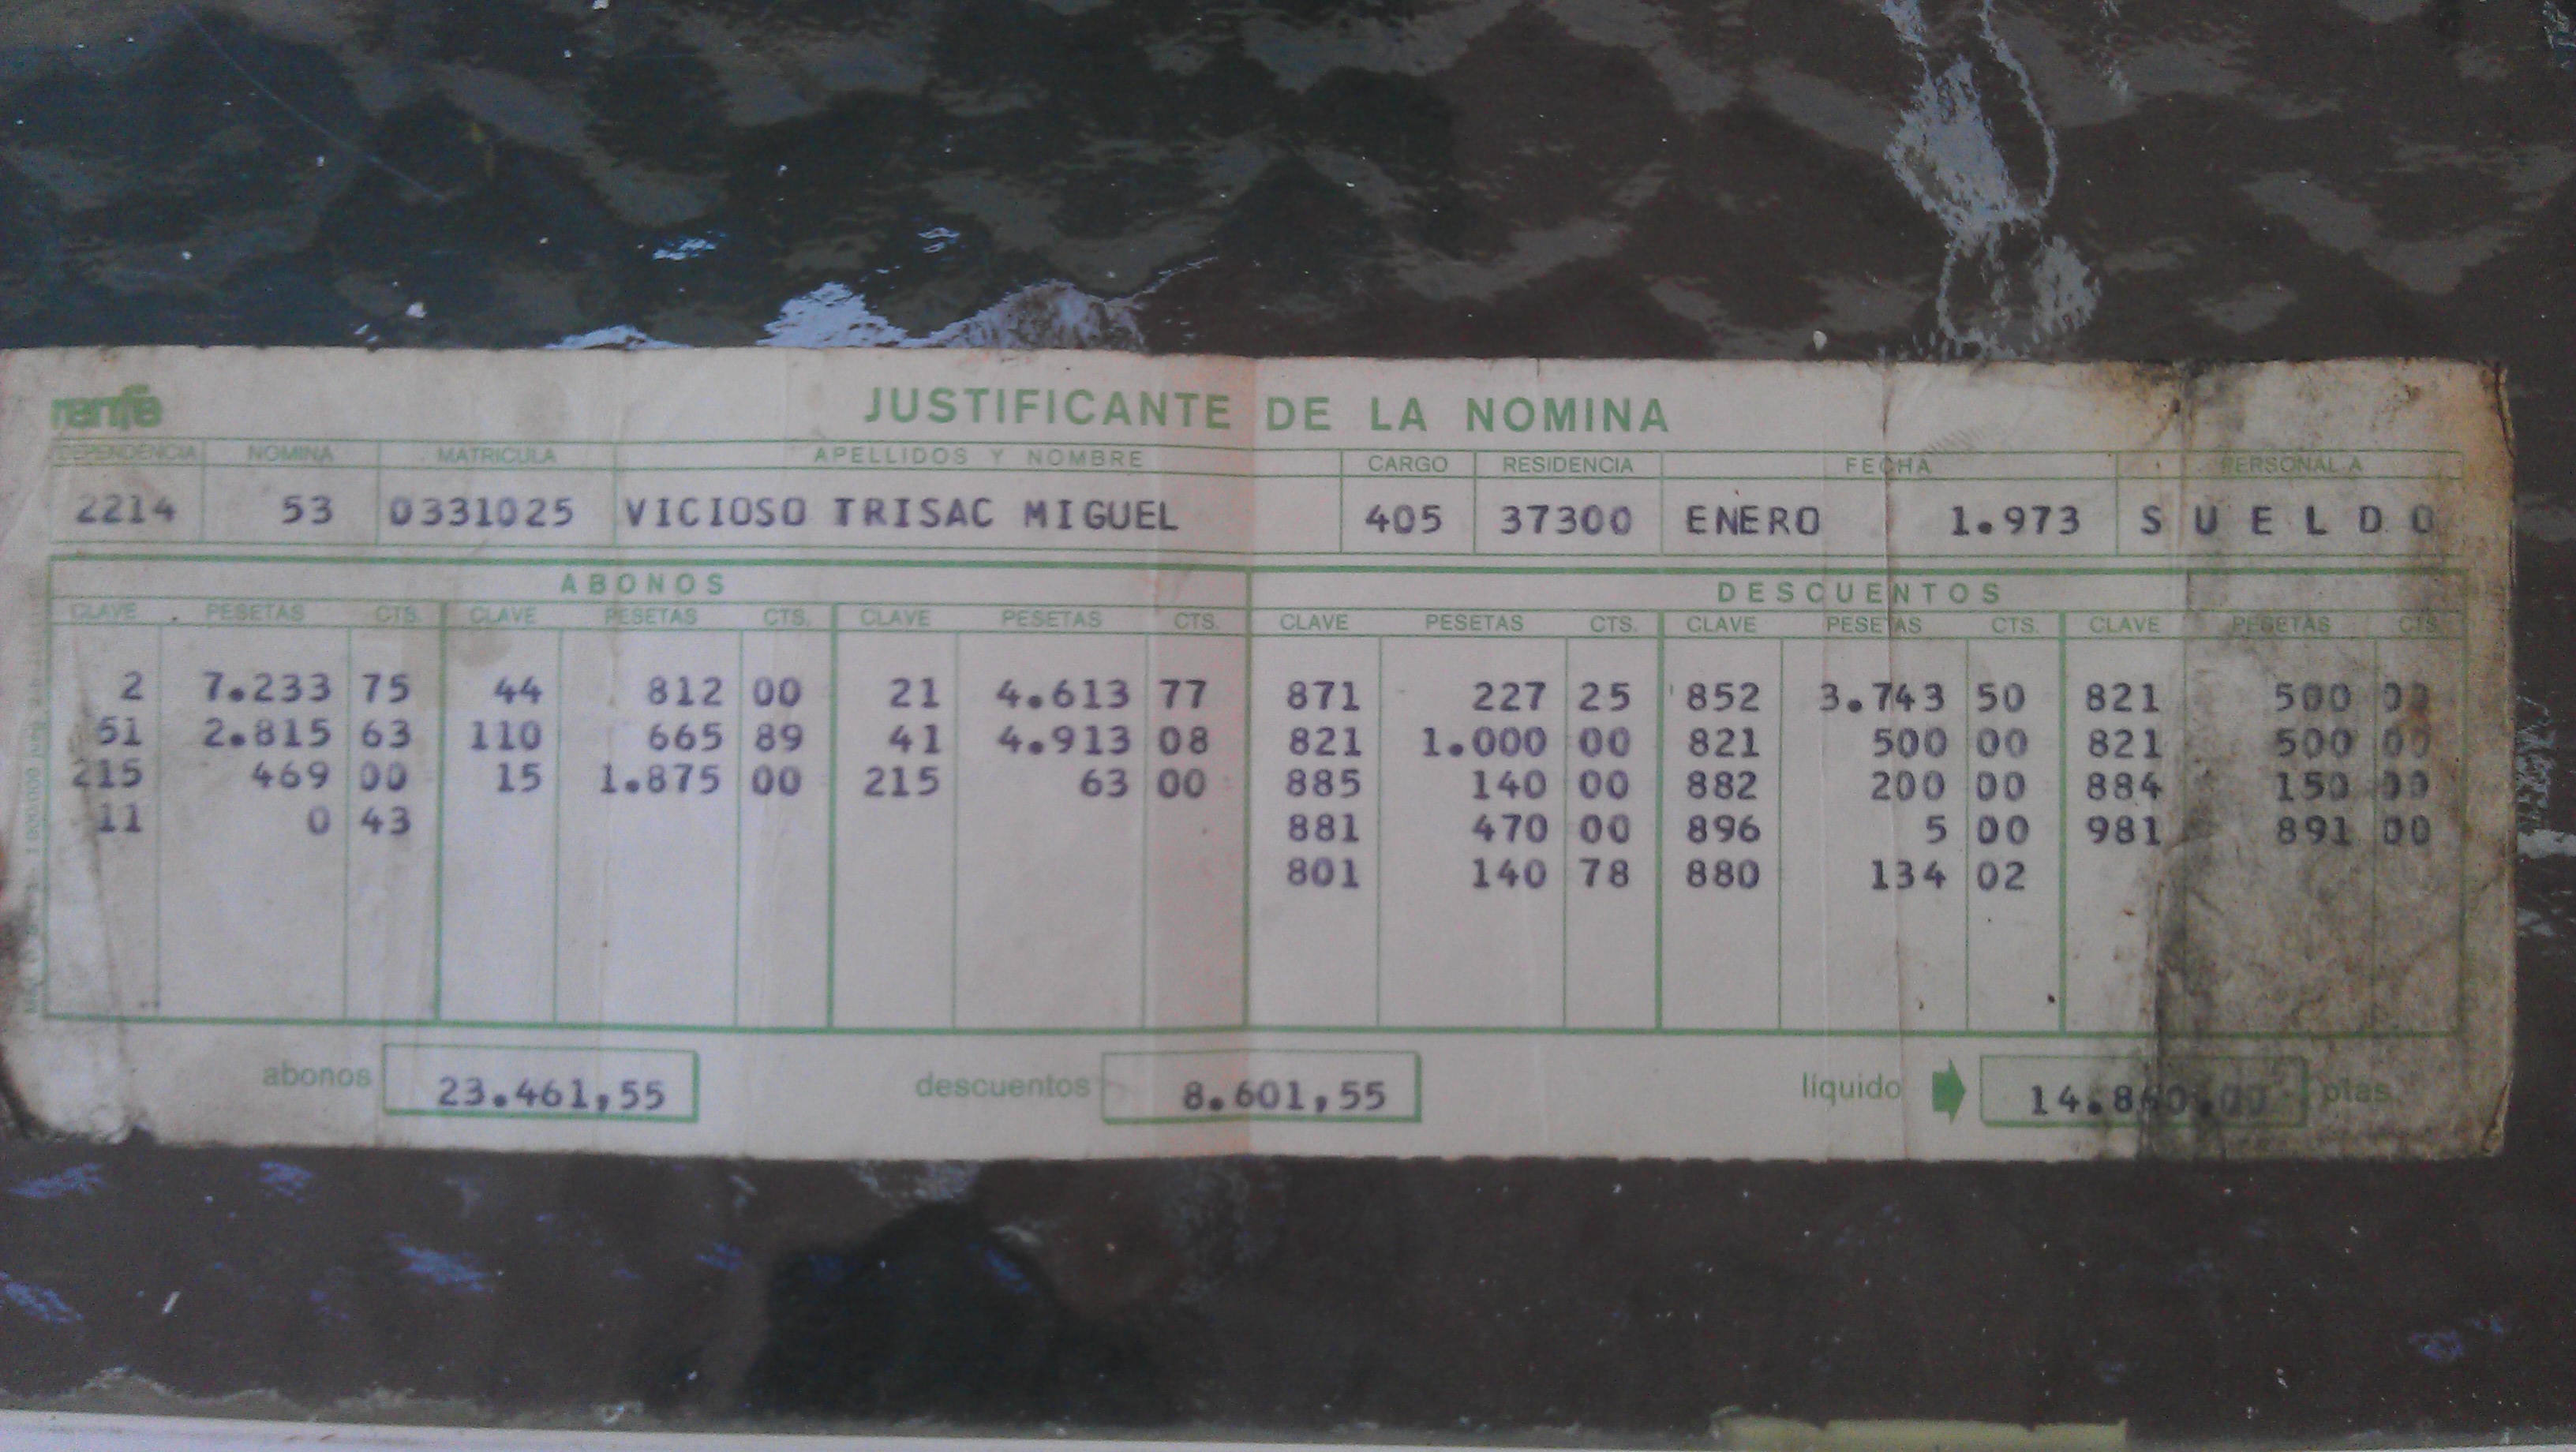 renfe
JUSTIFICANTE DE LA NOMINA
DEPENDENCIA NOMINA MATRICULA APELLIDOS Y NOMBRE CARGO RESIDENCIA FECHA PERSONAL A
2214 53 0331025 VICIOSO TRISAC MIGUEL 405 37300 ENERO 1.973 S U E L D O
ABONOS DESCUENTOS
CLAVE PESETAS CTS. CLAVE PESETAS CTS. CLAVE PESETAS CTS. CLAVE PESETAS CTS. CLAVE PESETAS CTS. CLAVE PESETAS CTS.
2 7.233 75 44 812 00 21 4.613 77 871 227 25 852 3.743 50 821 500 00
51 2.815 63 110 665 89 41 4.913 08 821 1.000 00 821 500 00 821 500 00
215 469 00 15 1.875 00 215 63 00 885 140 00 882 200 00 884 150 00
11 0 43 881 470 00 896 5 00 981 891 00
801 140 78 880 134 02
abonos 23.461,55 descuentos 8.601,55 líquido 14.860,00 ptas.